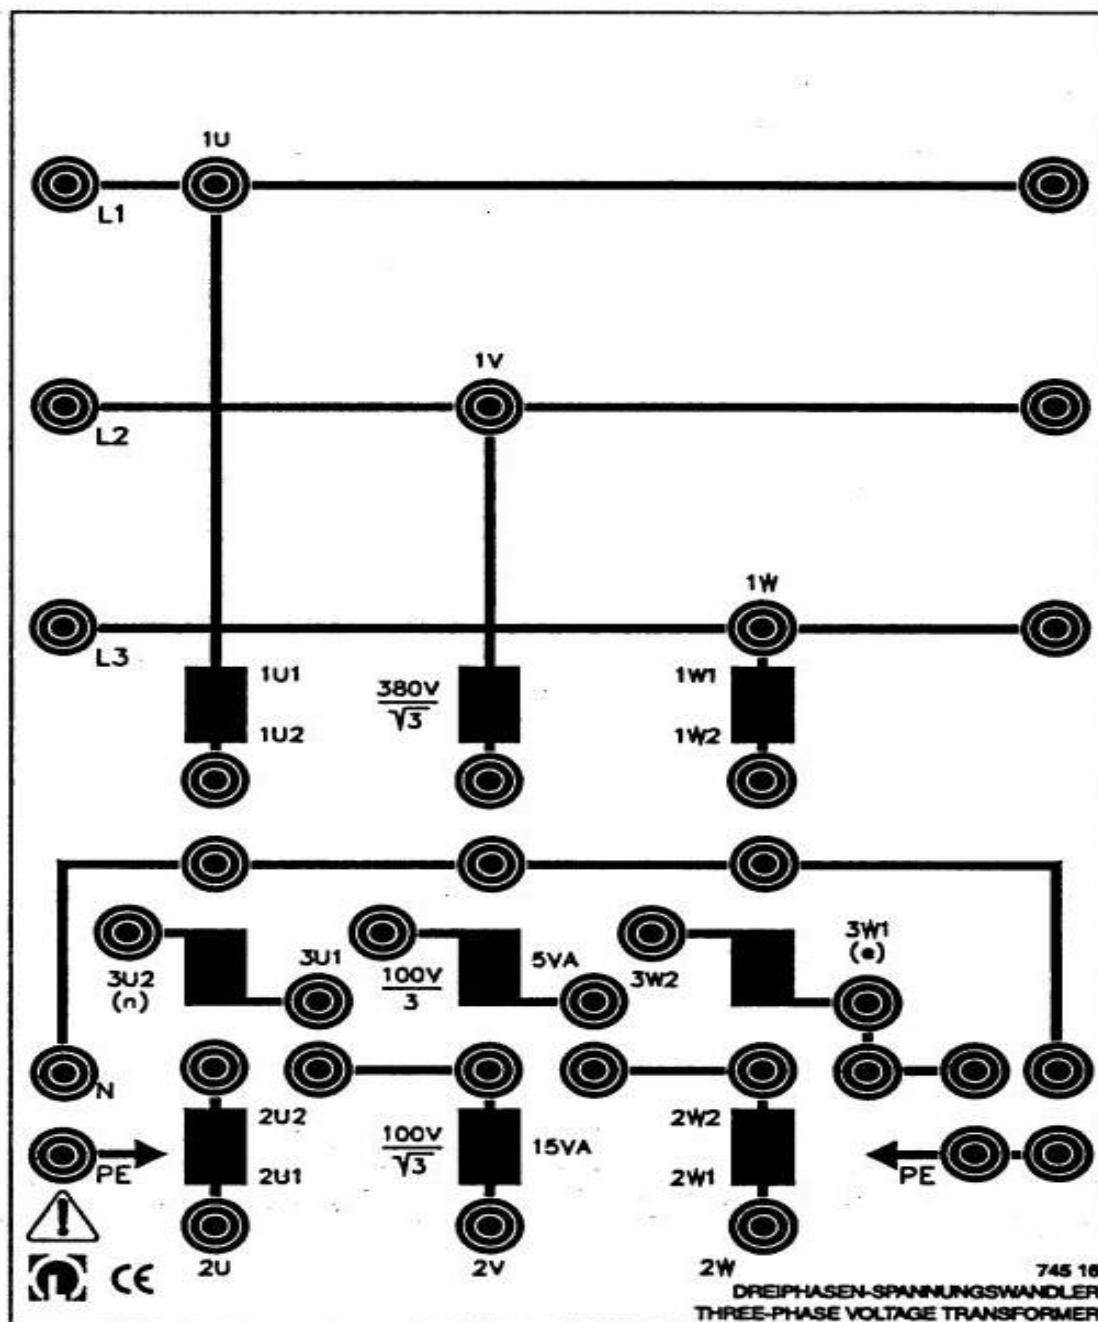 1U
L1
1V
L2
1W
L3
1U1
380V
√3
1W1
1U2
1W2
3U2
(n)
3U1
100V
3
5VA
3W2
3W1
(e)
N
2U2
100V
√3
15VA
2W2
PE
2U1
2W1
PE
2U
2V
2W
CE
745 16
DREIPHASEN-SPANNUNGSWANDLER
THREE-PHASE VOLTAGE TRANSFORMER